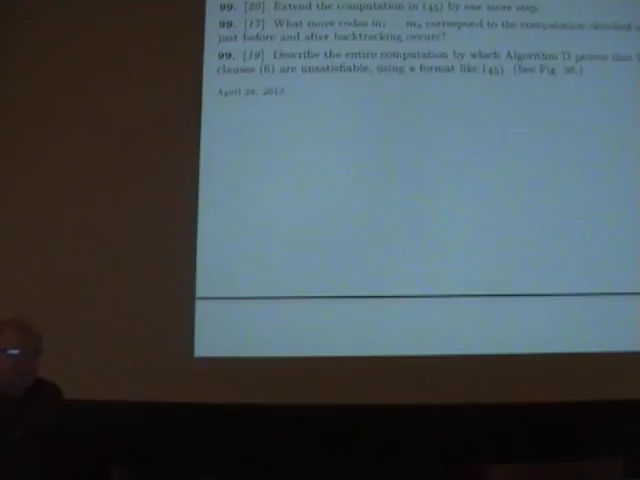 99. [20] Extend the computation in (45) by one more step.
99. [17] What move codes m₁ m₄ correspond to the computation sketched
just before and after backtracking occurs?
99. [19] Describe the entire computation by which Algorithm D proves that
clauses (6) are unsatisfiable, using a format like (45). (See Fig. 38.)
April 26, 2013